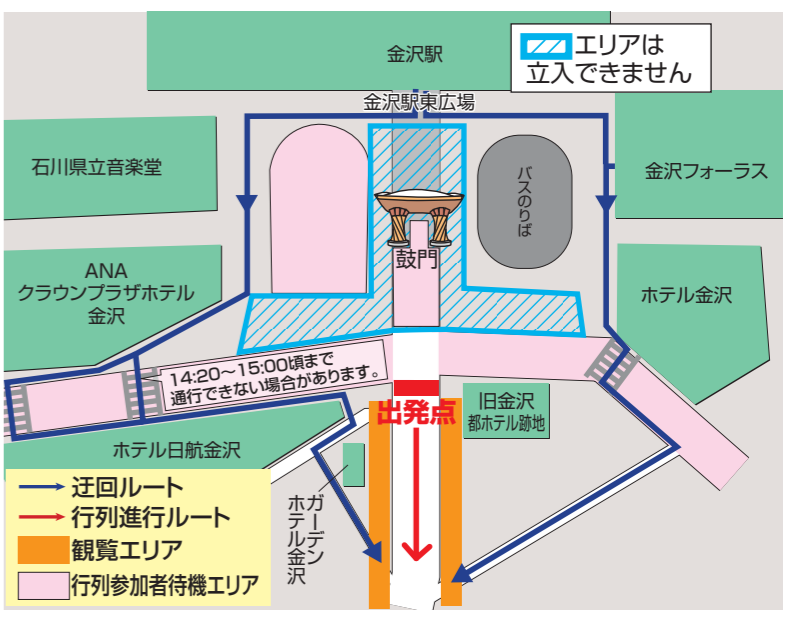 金沢駅
エリアは
立入できません
金沢駅東広場
石川県立音楽堂
バスのりば
金沢フォーラス
鼓門
ANA
クラウンプラザホテル
金沢
ホテル金沢
14:20〜15:00頃まで
通行できない場合があります。
出発点
旧金沢
都ホテル跡地
ホテル日航金沢
ガーデン
ホテル金沢
迂回ルート
行列進行ルート
観覧エリア
行列参加者待機エリア